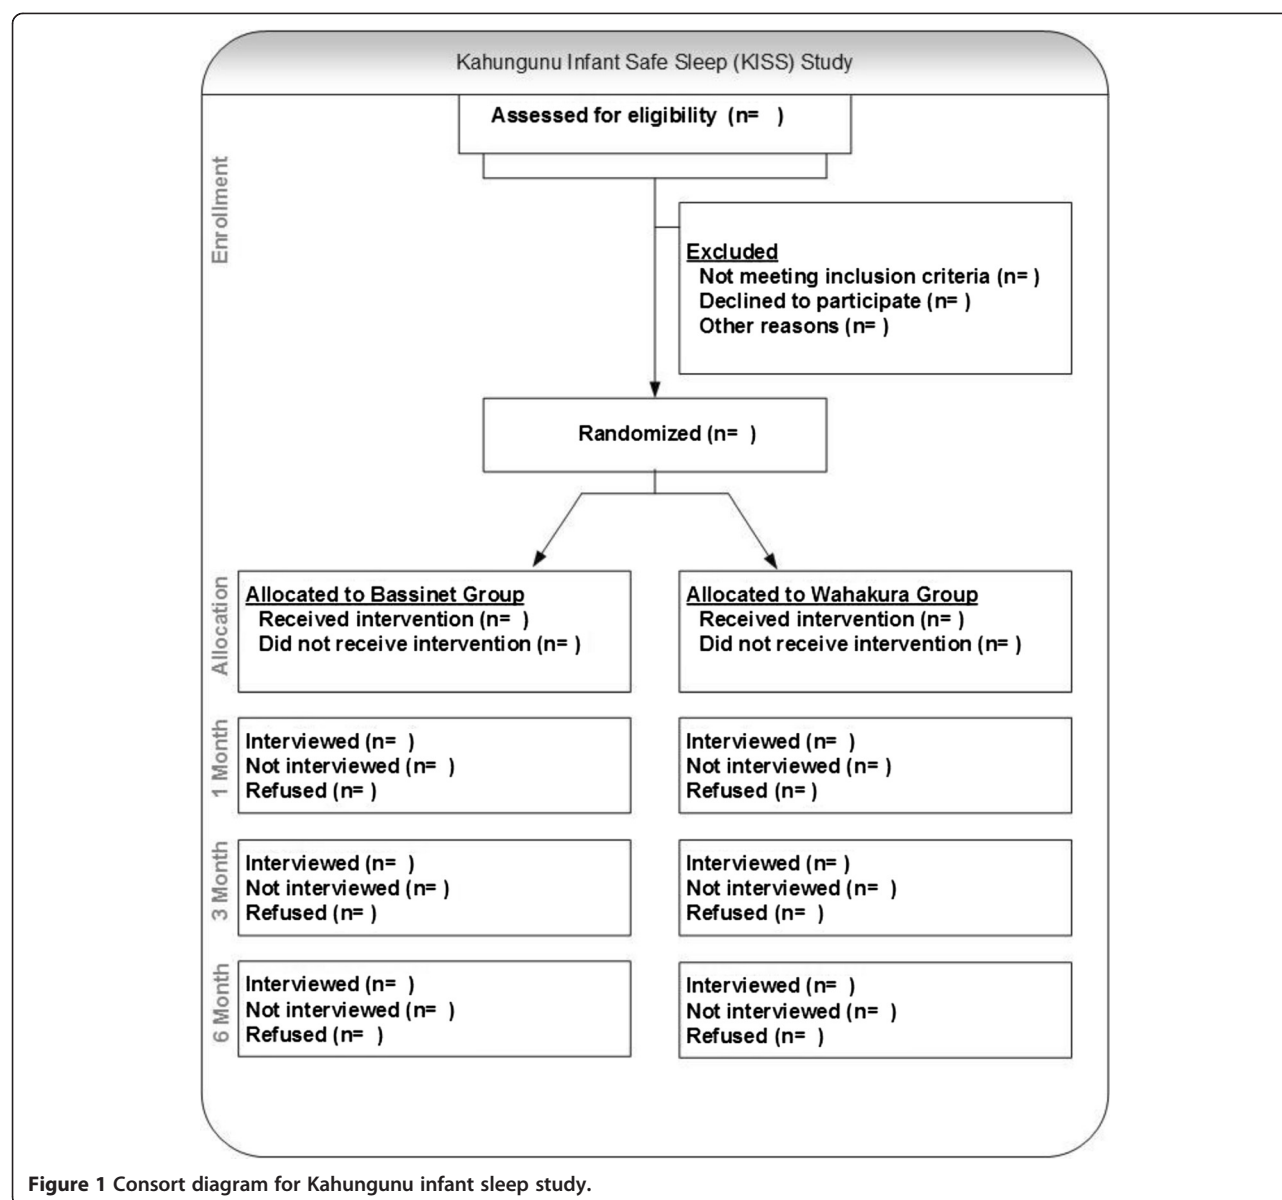 Kahungunu Infant Safe Sleep (KISS) Study
Assessed for eligibility (n=   )
Enrollment
Excluded
Not meeting inclusion criteria (n= )
Declined to participate (n= )
Other reasons (n= )
Randomized (n=  )
Allocation
Allocated to Bassinet Group
Received intervention (n=  )
Did not receive intervention (n= )
Allocated to Wahakura Group
Received intervention (n=  )
Did not receive intervention (n= )
1 Month
Interviewed (n=  )
Not interviewed (n=  )
Refused (n= )
Interviewed (n=  )
Not interviewed (n= )
Refused (n= )
3 Month
Interviewed (n=  )
Not interviewed (n= )
Refused (n= )
Interviewed (n= )
Not interviewed (n=  )
Refused (n=  )
6 Month
Interviewed (n=  )
Not interviewed (n=  )
Refused (n=  )
Interviewed (n=  )
Not interviewed (n=  )
Refused (n=  )
Figure 1 Consort diagram for Kahungunu infant sleep study.